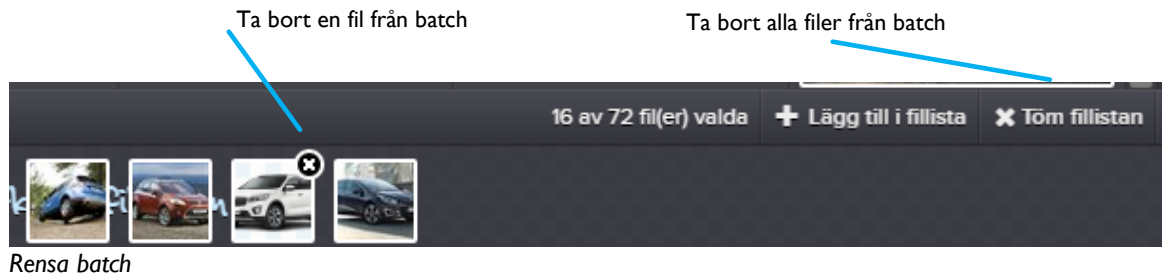 Ta bort en fil från batch
Ta bort alla filer från batch
16 av 72 fil(er) valda
Lägg till i fillista
Töm fillistan
Rensa batch